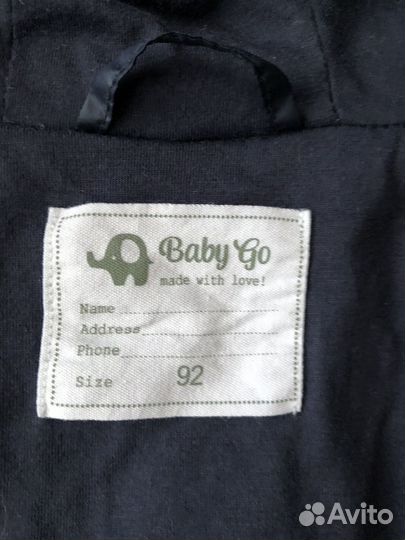 Baby Go
made with love!
Name
Address
Phone
Size 92
Avito